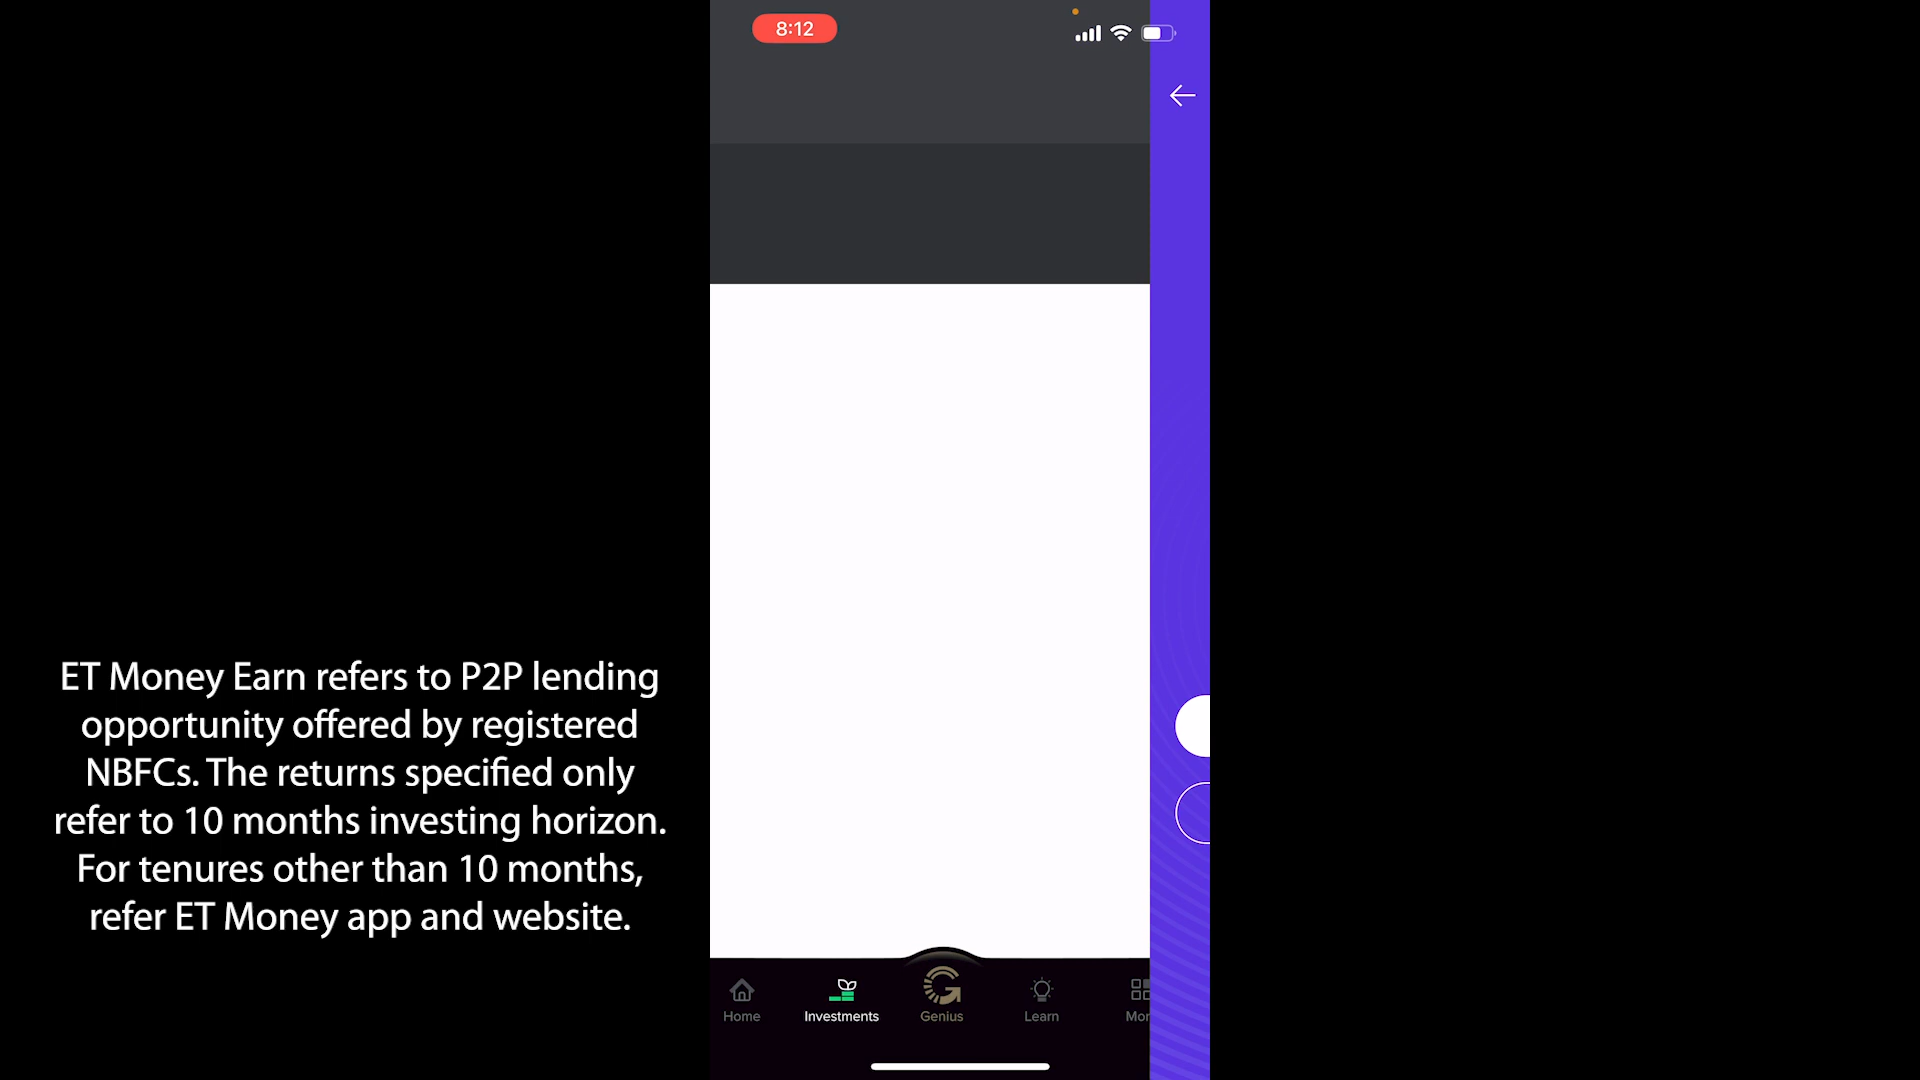 8:12
ET Money Earn refers to P2P lending
opportunity offered by registered
NBFCs. The returns specified only
refer to 10 months investing horizon.
For tenures other than 10 months,
refer ET Money app and website.
Home
Investments
Genius
Learn
Mor